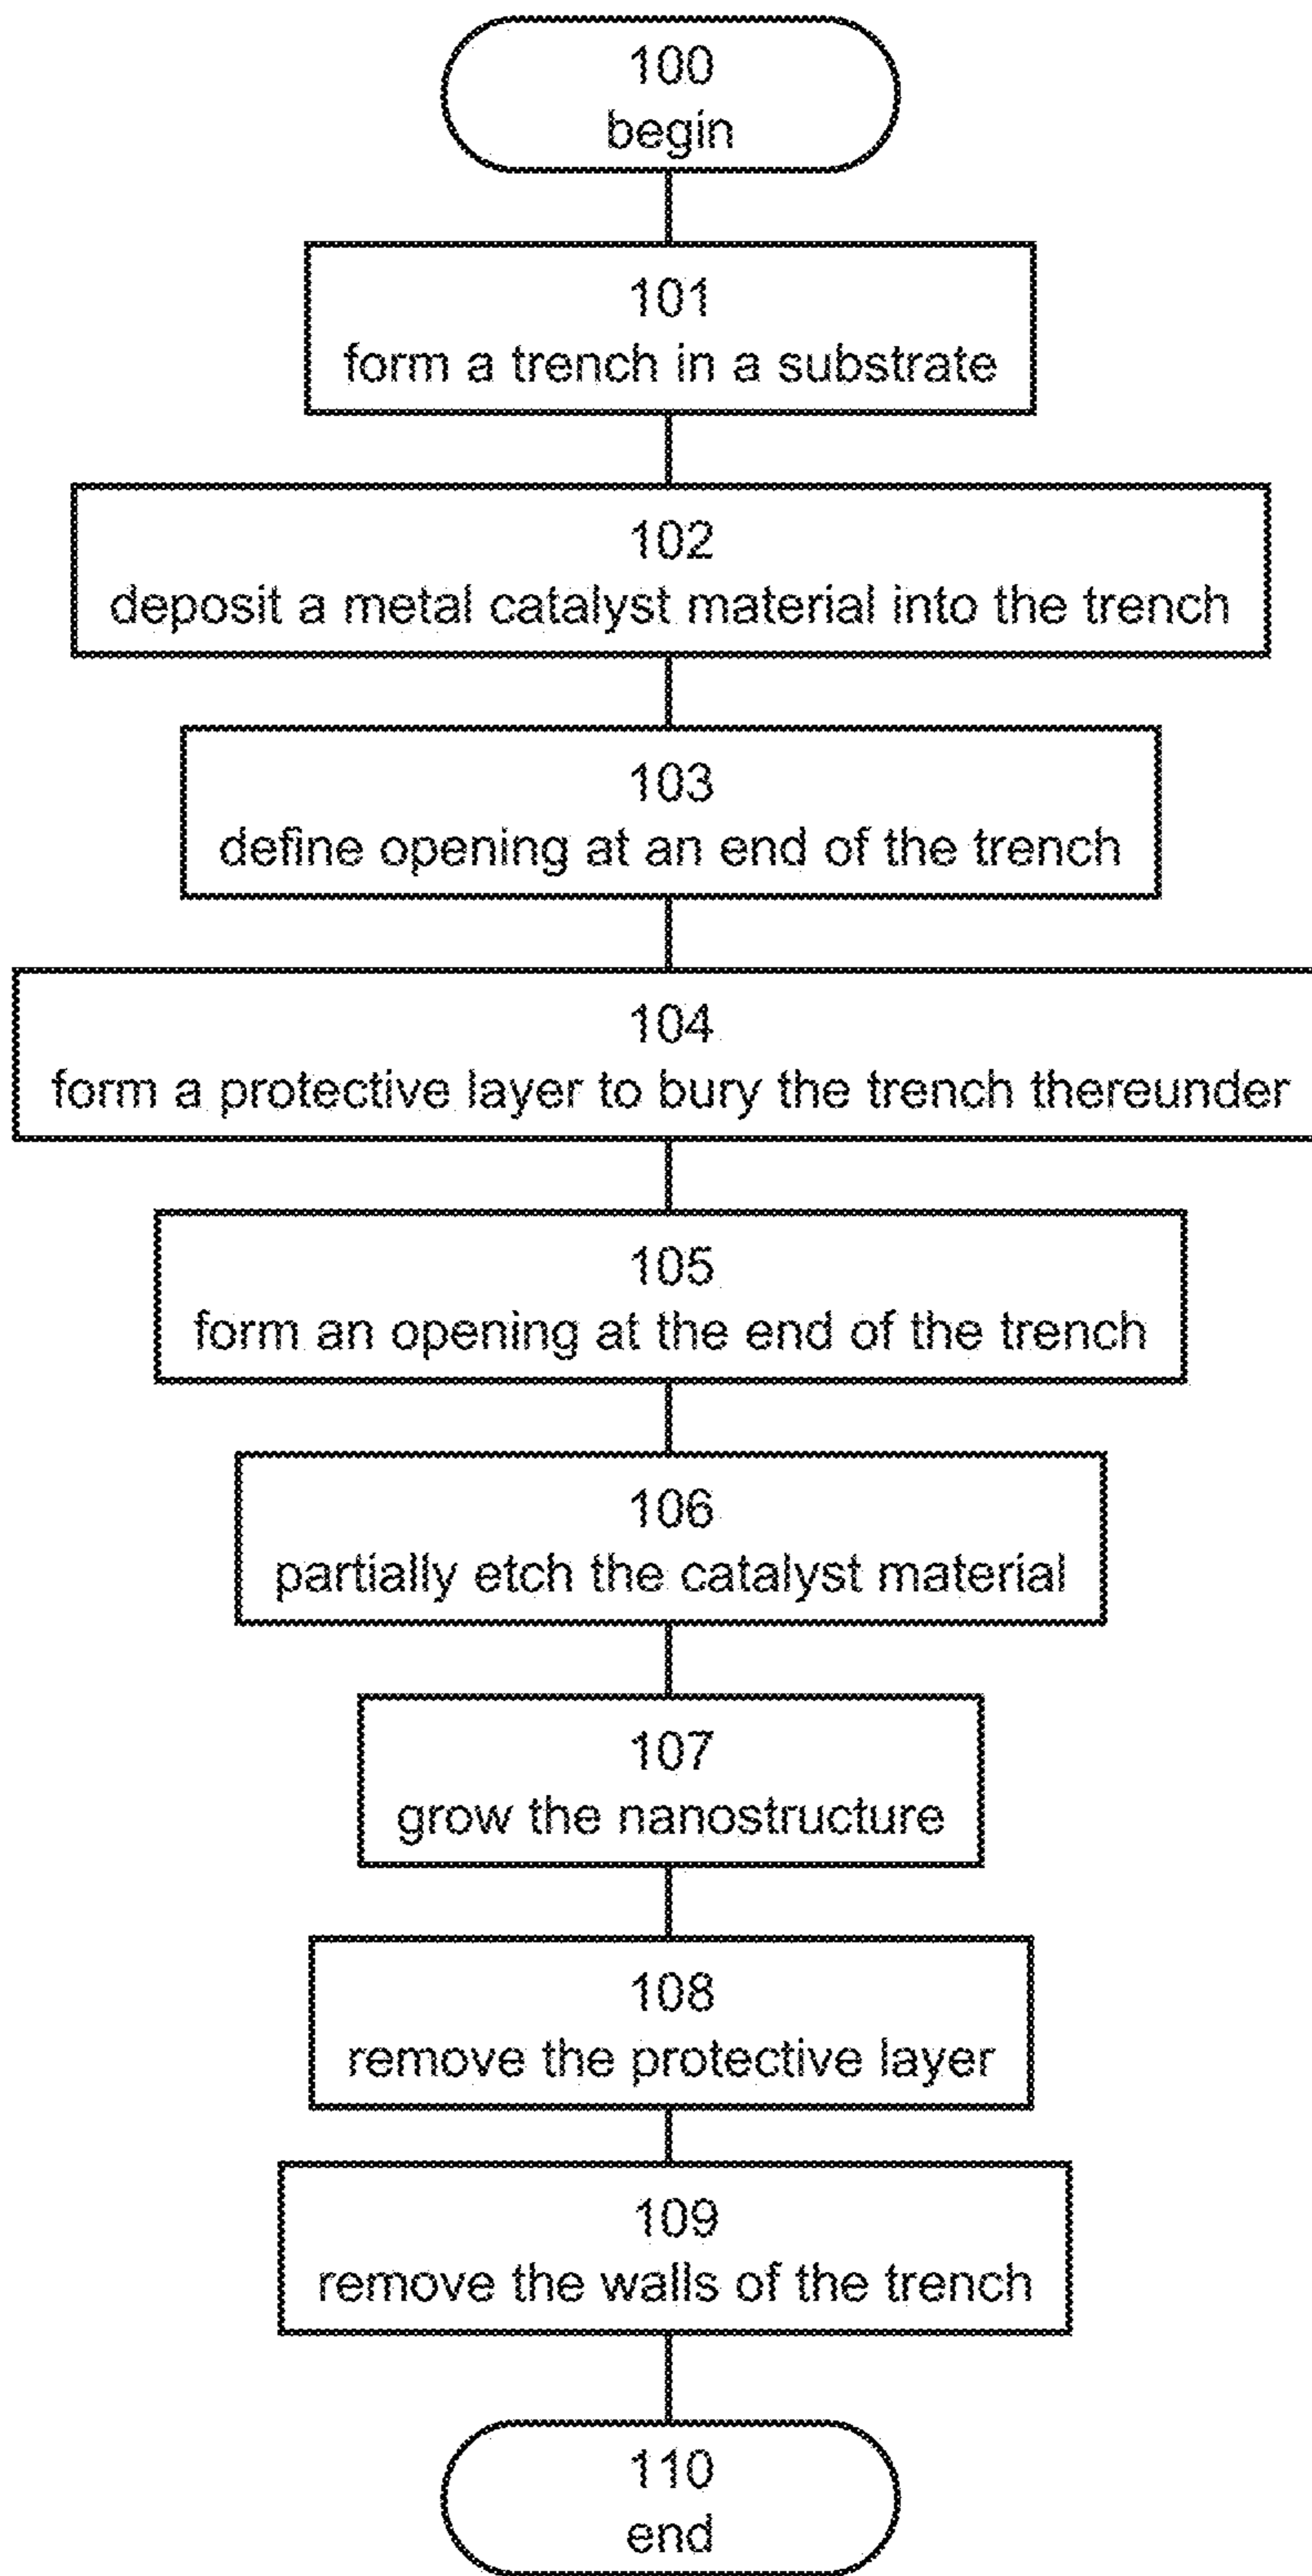 100
begin
101
form a trench in a substrate
102
deposit a metal catalyst material into the trench
103
define opening at an end of the trench
104
form a protective layer to bury the trench thereunder
105
form an opening at the end of the trench
106
partially etch the catalyst material
107
grow the nanostructure
108
remove the protective layer
109
remove the walls of the trench
110
end